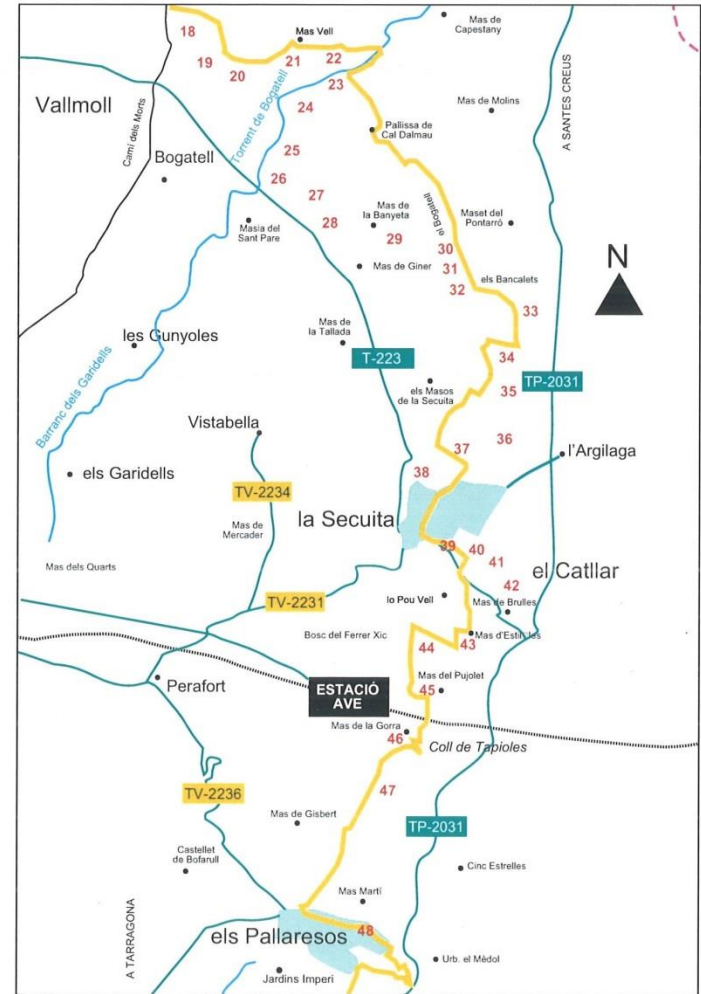 Mas de
Capestany
18
Mas Vell
19
20
21
22
23
Vallmoll
Camí dels Morts
Torrent de Bogatell
24
Mas de Molins
A SANTES CREUS
Pallissa de
Cal Dalmau
25
Bogatell
26
27
28
Masia del
Sant Pare
Mas de
la Banyeta
29
el Bogatell
Maset del
Pontarró
30
31
32
Mas de Giner
els Bancalets
N
33
les Gunyoles
Mas de
la Tallada
T-223
34
35
TP-2031
els Masos
de la Secuita
Barranc dels Garidells
Vistabella
36
37
l'Argilaga
38
els Garidells
TV-2234
Mas de
Mercader
la Secuita
39
40
41
el Catllar
42
Mas dels Quarts
TV-2231
lo Pou Vell
Mas de Brulles
Bosc del Ferrer Xic
43
44
Mas del Pujolet
45
Perafort
ESTACIÓ
AVE
Mas de la Gorra
46
Coll de Tapioles
47
TV-2236
Mas de Gisbert
TP-2031
Castellet
de Bofarull
Cinc Estrelles
Mas Martí
A TARRAGONA
els Pallaresos
48
Urb. el Mèdol
Jardins Imperi